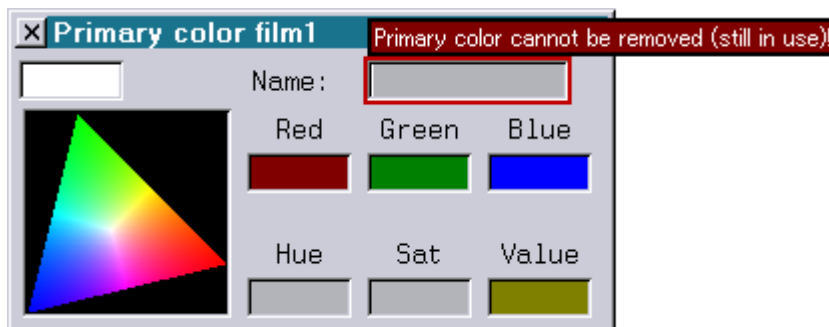 Primary color film1
Primary color cannot be removed (still in use)!
Name:
Red Green Blue
Hue Sat Value